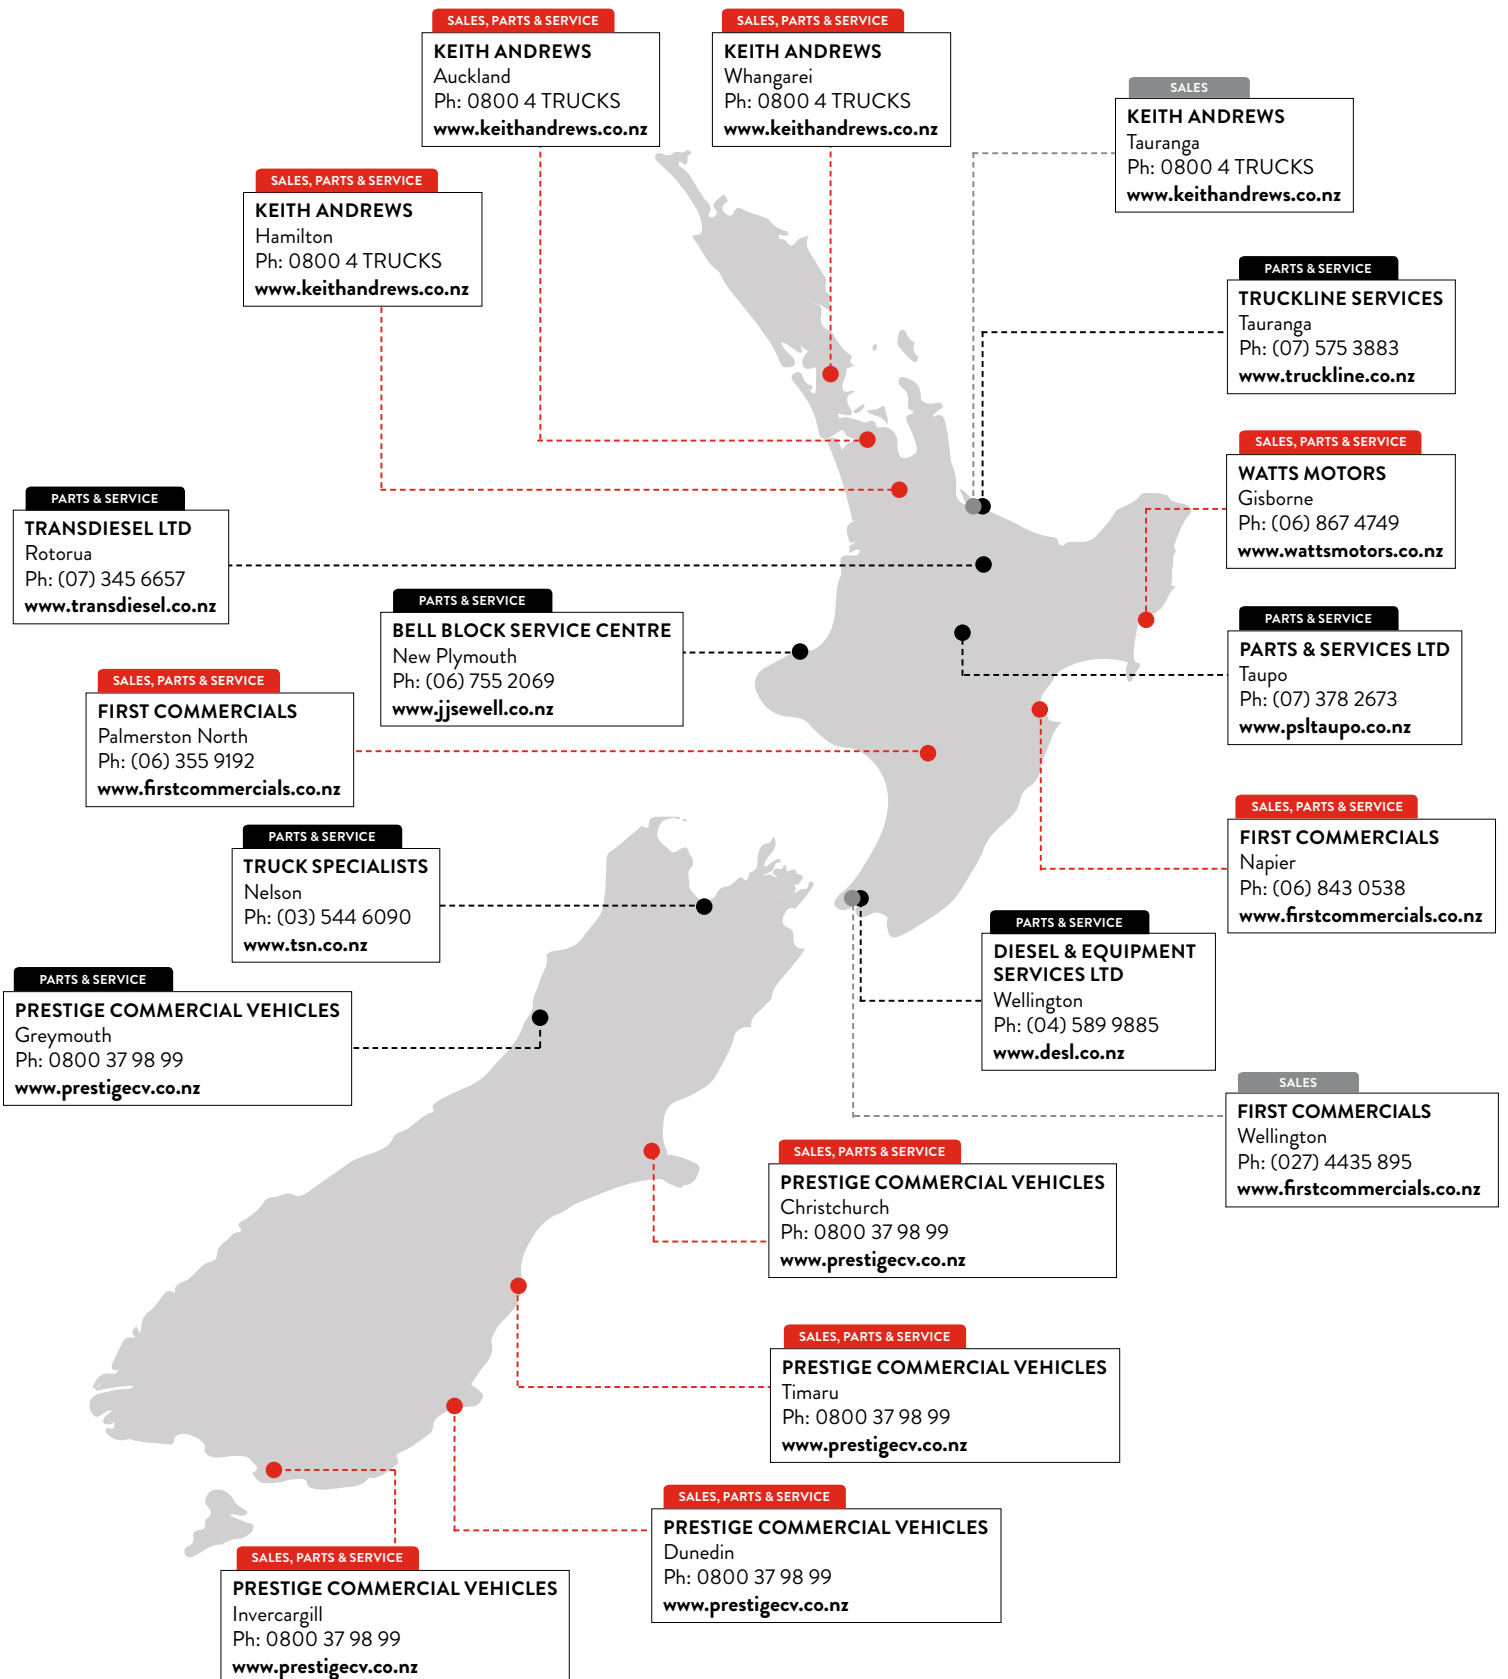 SALES, PARTS & SERVICE
KEITH ANDREWS
Auckland
Ph: 0800 4 TRUCKS
www.keithandrews.co.nz
SALES, PARTS & SERVICE
KEITH ANDREWS
Whangarei
Ph: 0800 4 TRUCKS
www.keithandrews.co.nz
SALES
KEITH ANDREWS
Tauranga
Ph: 0800 4 TRUCKS
www.keithandrews.co.nz
SALES, PARTS & SERVICE
KEITH ANDREWS
Hamilton
Ph: 0800 4 TRUCKS
www.keithandrews.co.nz
PARTS & SERVICE
TRUCKLINE SERVICES
Tauranga
Ph: (07) 575 3883
www.truckline.co.nz
SALES, PARTS & SERVICE
WATTS MOTORS
Gisborne
Ph: (06) 867 4749
www.wattsmotors.co.nz
PARTS & SERVICE
TRANSDIESEL LTD
Rotorua
Ph: (07) 345 6657
www.transdiesel.co.nz
PARTS & SERVICE
BELL BLOCK SERVICE CENTRE
New Plymouth
Ph: (06) 755 2069
www.jjsewell.co.nz
PARTS & SERVICE
PARTS & SERVICES LTD
Taupo
Ph: (07) 378 2673
www.psltaupo.co.nz
SALES, PARTS & SERVICE
FIRST COMMERCIALS
Palmerston North
Ph: (06) 355 9192
www.firstcommercials.co.nz
SALES, PARTS & SERVICE
FIRST COMMERCIALS
Napier
Ph: (06) 843 0538
www.firstcommercials.co.nz
PARTS & SERVICE
TRUCK SPECIALISTS
Nelson
Ph: (03) 544 6090
www.tsn.co.nz
PARTS & SERVICE
DIESEL & EQUIPMENT
SERVICES LTD
Wellington
Ph: (04) 589 9885
www.desl.co.nz
PARTS & SERVICE
PRESTIGE COMMERCIAL VEHICLES
Greymouth
Ph: 0800 37 98 99
www.prestigecv.co.nz
SALES
FIRST COMMERCIALS
Wellington
Ph: (027) 4435 895
www.firstcommercials.co.nz
SALES, PARTS & SERVICE
PRESTIGE COMMERCIAL VEHICLES
Christchurch
Ph: 0800 37 98 99
www.prestigecv.co.nz
SALES, PARTS & SERVICE
PRESTIGE COMMERCIAL VEHICLES
Timaru
Ph: 0800 37 98 99
www.prestigecv.co.nz
SALES, PARTS & SERVICE
PRESTIGE COMMERCIAL VEHICLES
Dunedin
Ph: 0800 37 98 99
www.prestigecv.co.nz
SALES, PARTS & SERVICE
PRESTIGE COMMERCIAL VEHICLES
Invercargill
Ph: 0800 37 98 99
www.prestigecv.co.nz